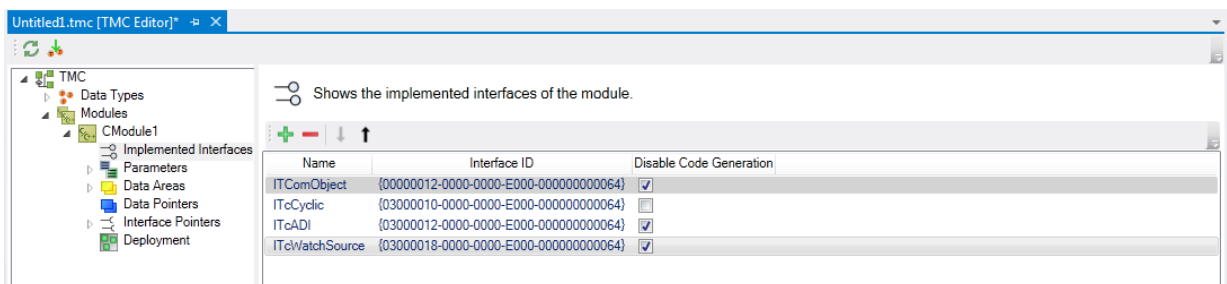 Untitled1.tmc [TMC Editor]*
TMC
Data Types
Modules
CModule1
Implemented Interfaces
Parameters
Data Areas
Data Pointers
Interface Pointers
Deployment
Shows the implemented interfaces of the module.
Name Interface ID Disable Code Generation
ITComObject {00000012-0000-0000-E000-000000000064}
ITcCyclic {03000010-0000-0000-E000-000000000064}
ITcADI {03000012-0000-0000-E000-000000000064}
ITcWatchSource {03000018-0000-0000-E000-000000000064}